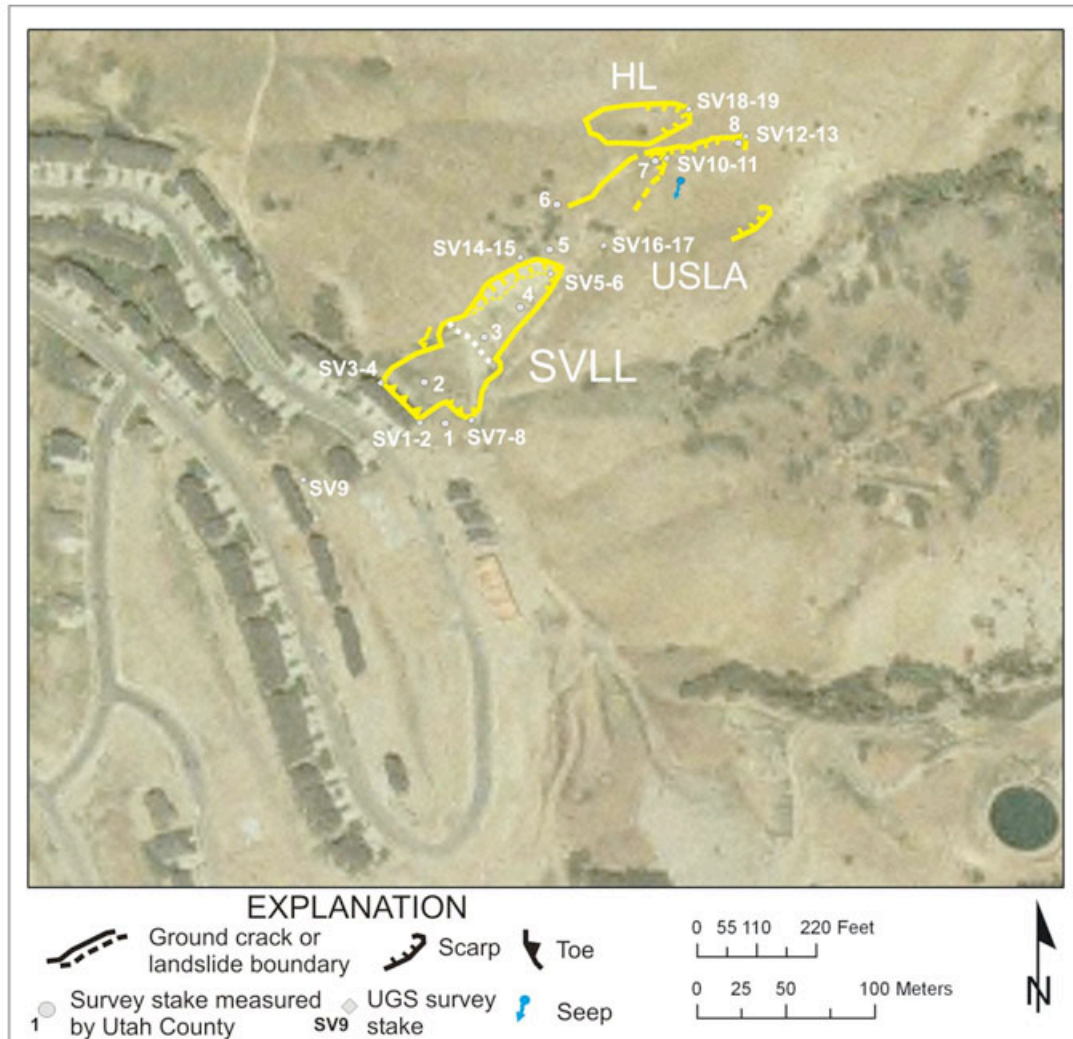 HL
SV18-19
8
SV12-13
7
SV10-11
6
SV14-15
5
SV16-17
USLA
SV5-6
4
3
SVLL
SV3-4
2
SV1-2
1
SV7-8
SV9
EXPLANATION
Ground crack or
landslide boundary
Scarp
Toe
0 55 110 220 Feet
1
Survey stake measured
by Utah County
SV9
UGS survey
stake
Seep
0 25 50 100 Meters
N